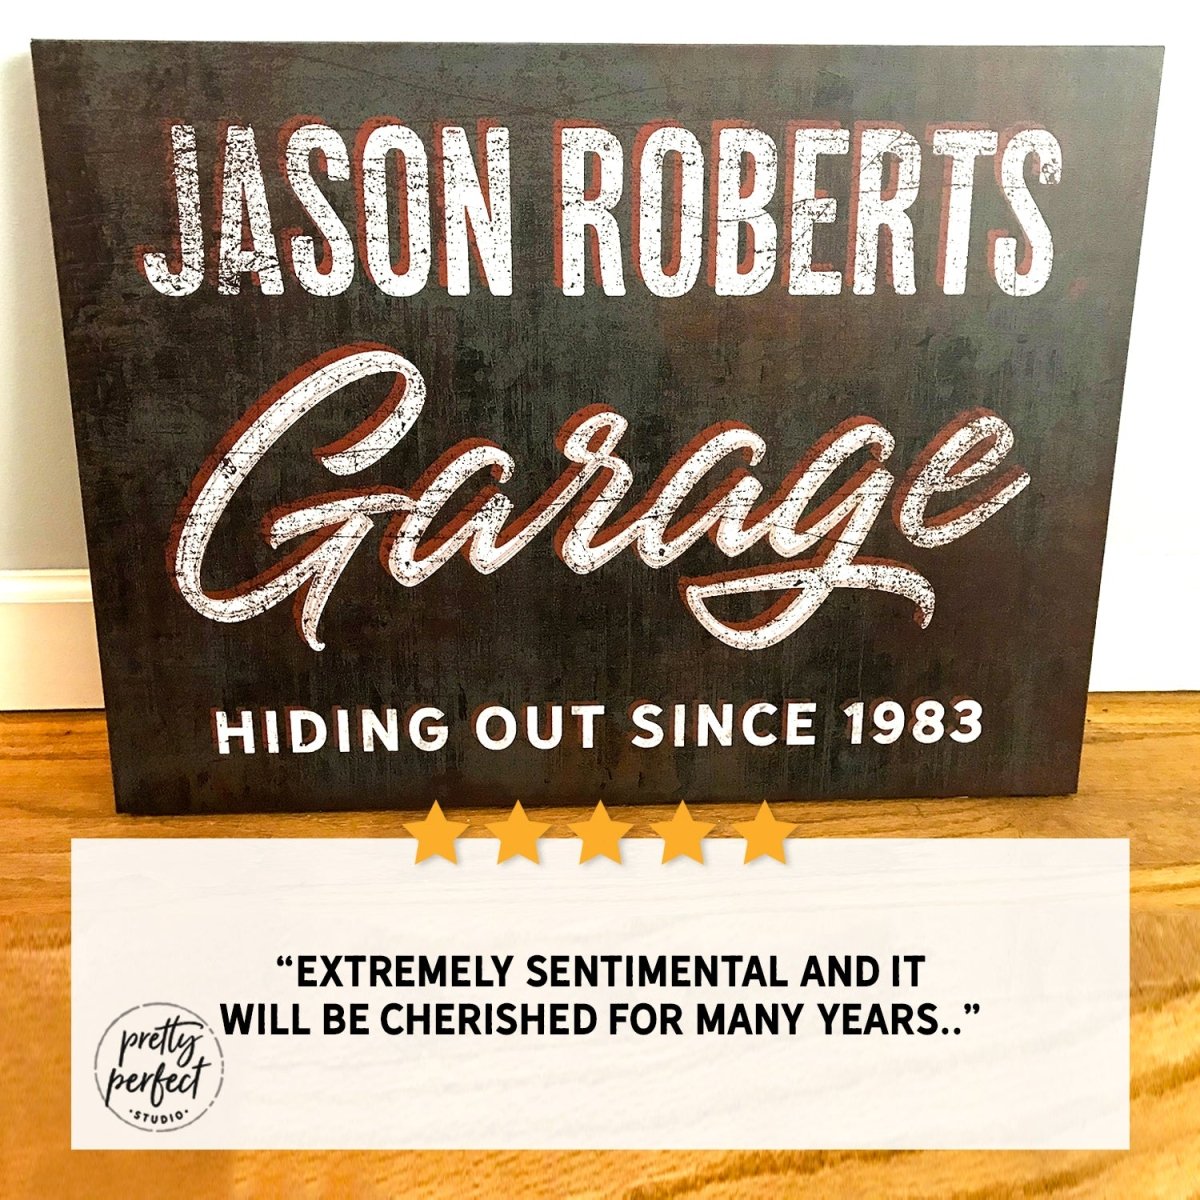 JASON ROBERTS
Garage
HIDING OUT SINCE 1983
“EXTREMELY SENTIMENTAL AND IT
WILL BE CHERISHED FOR MANY YEARS..”
pretty
perfect
·STUDIO·